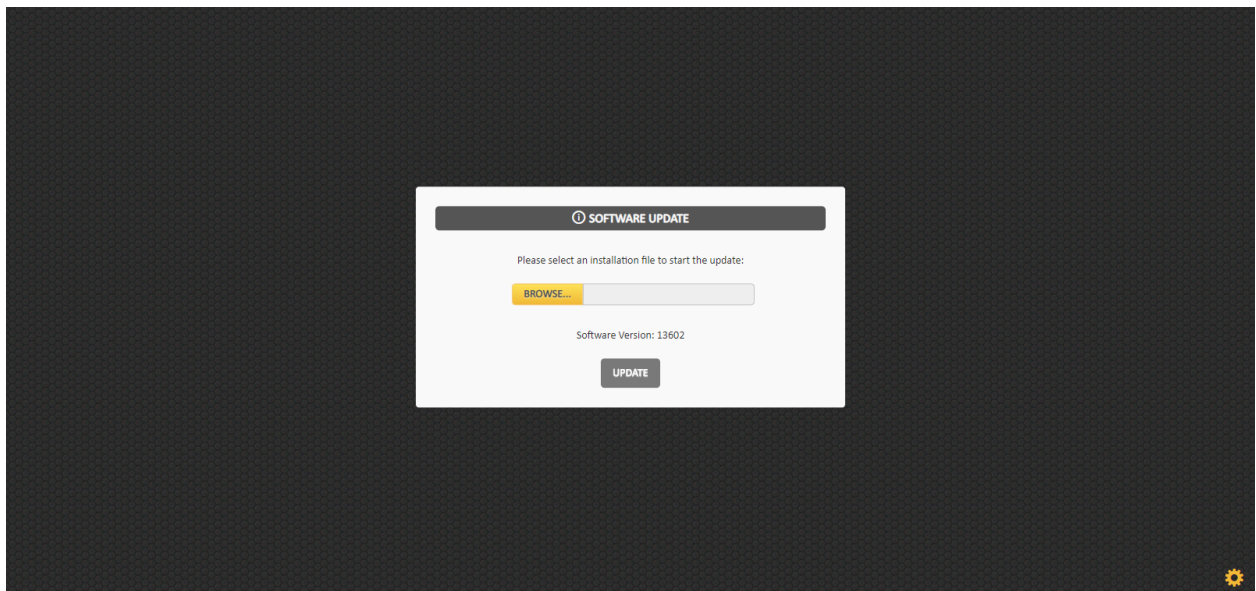 SOFTWARE UPDATE
Please select an installation file to start the update:
BROWSE...
Software Version: 13602
UPDATE